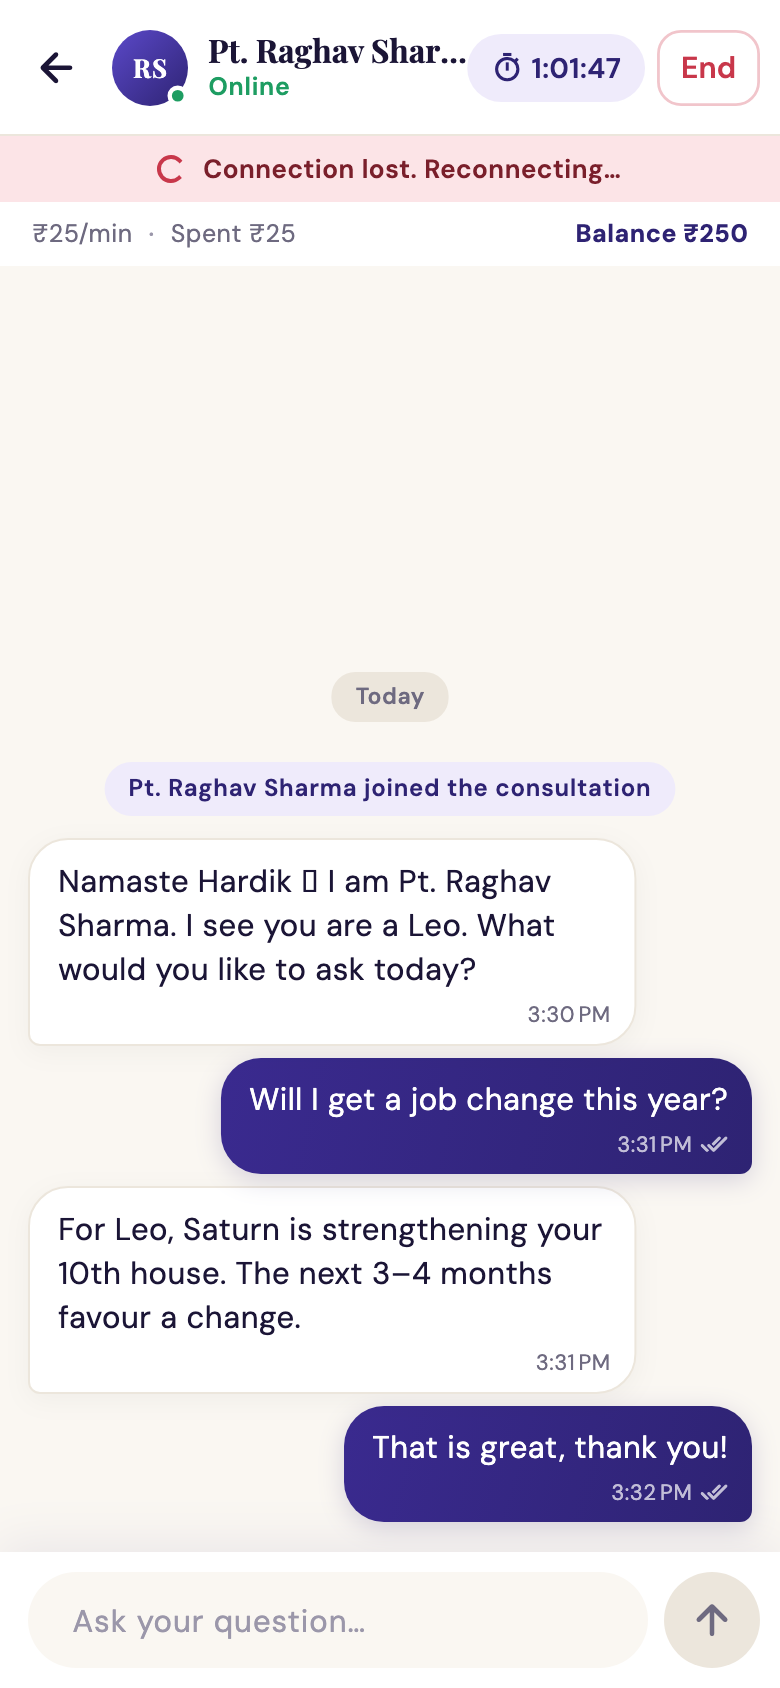 RS
Pt. Raghav Shar...
Online
1:01:47
End
Connection lost. Reconnecting...
₹25/min · Spent ₹25
Balance ₹250
Today
Pt. Raghav Sharma joined the consultation
Namaste Hardik ▯ I am Pt. Raghav
Sharma. I see you are a Leo. What
would you like to ask today?
3:30 PM
Will I get a job change this year?
3:31 PM
For Leo, Saturn is strengthening your
10th house. The next 3–4 months
favour a change.
3:31 PM
That is great, thank you!
3:32 PM
Ask your question...